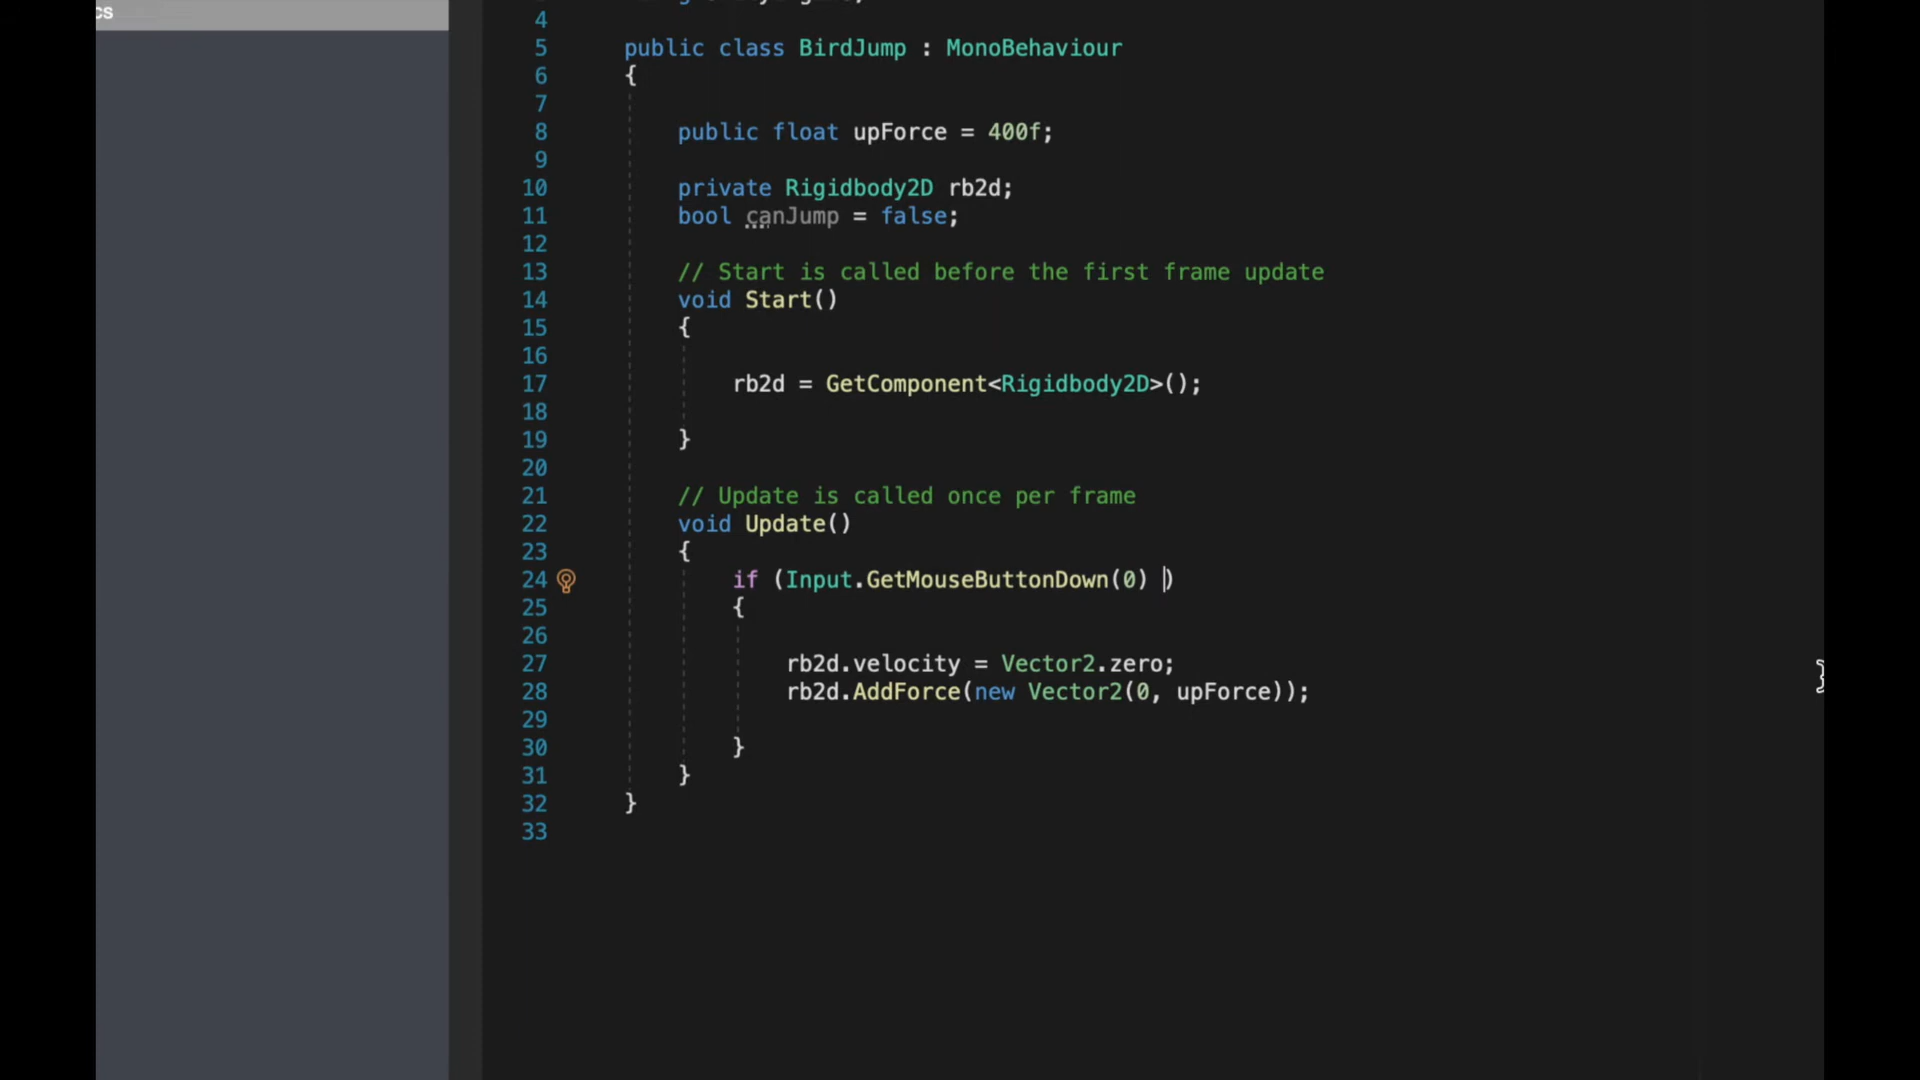 cs
4
5 public class BirdJump : MonoBehaviour
6 {
7
8 public float upForce = 400f;
9
10 private Rigidbody2D rb2d;
11 bool canJump = false;
12
13 // Start is called before the first frame update
14 void Start()
15 {
16
17 rb2d = GetComponent<Rigidbody2D>();
18
19 }
20
21 // Update is called once per frame
22 void Update()
23 {
24 if (Input.GetMouseButtonDown(0) )
25 {
26
27 rb2d.velocity = Vector2.zero;
28 rb2d.AddForce(new Vector2(0, upForce));
29
30 }
31 }
32 }
33